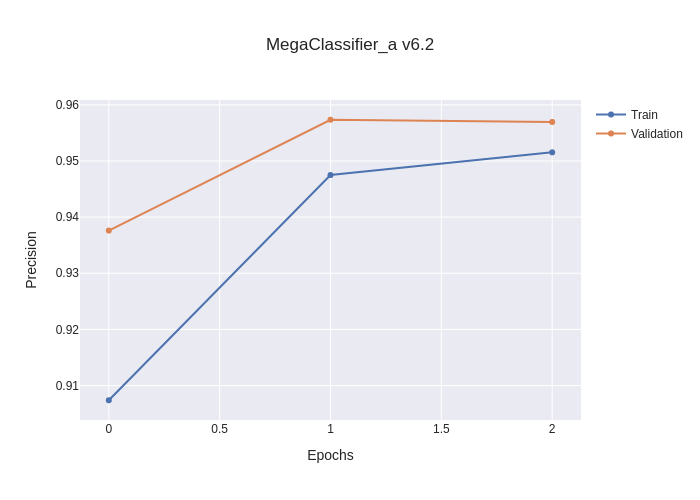 MegaClassifier_a v6.2
Train
Validation
0.96
0.95
0.94
0.93
0.92
0.91
Precision
0
0.5
1
1.5
2
Epochs